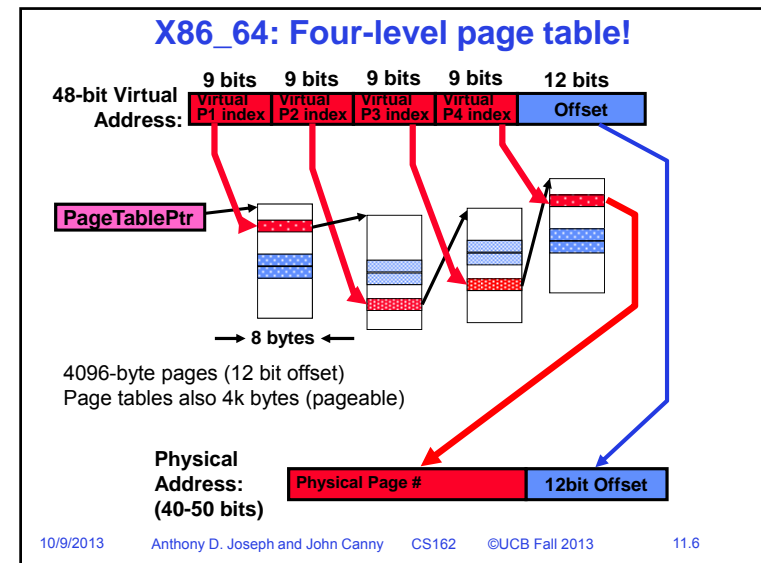 X86_64: Four-level page table!
9 bits 9 bits 9 bits 9 bits 12 bits
48-bit Virtual
Address:
Virtual
P1 index
Virtual
P2 index
Virtual
P3 index
Virtual
P4 index
Offset
PageTablePtr
8 bytes
4096-byte pages (12 bit offset)
Page tables also 4k bytes (pageable)
Physical
Address:
(40-50 bits)
Physical Page #
12bit Offset
10/9/2013 Anthony D. Joseph and John Canny CS162 ©UCB Fall 2013 11.6